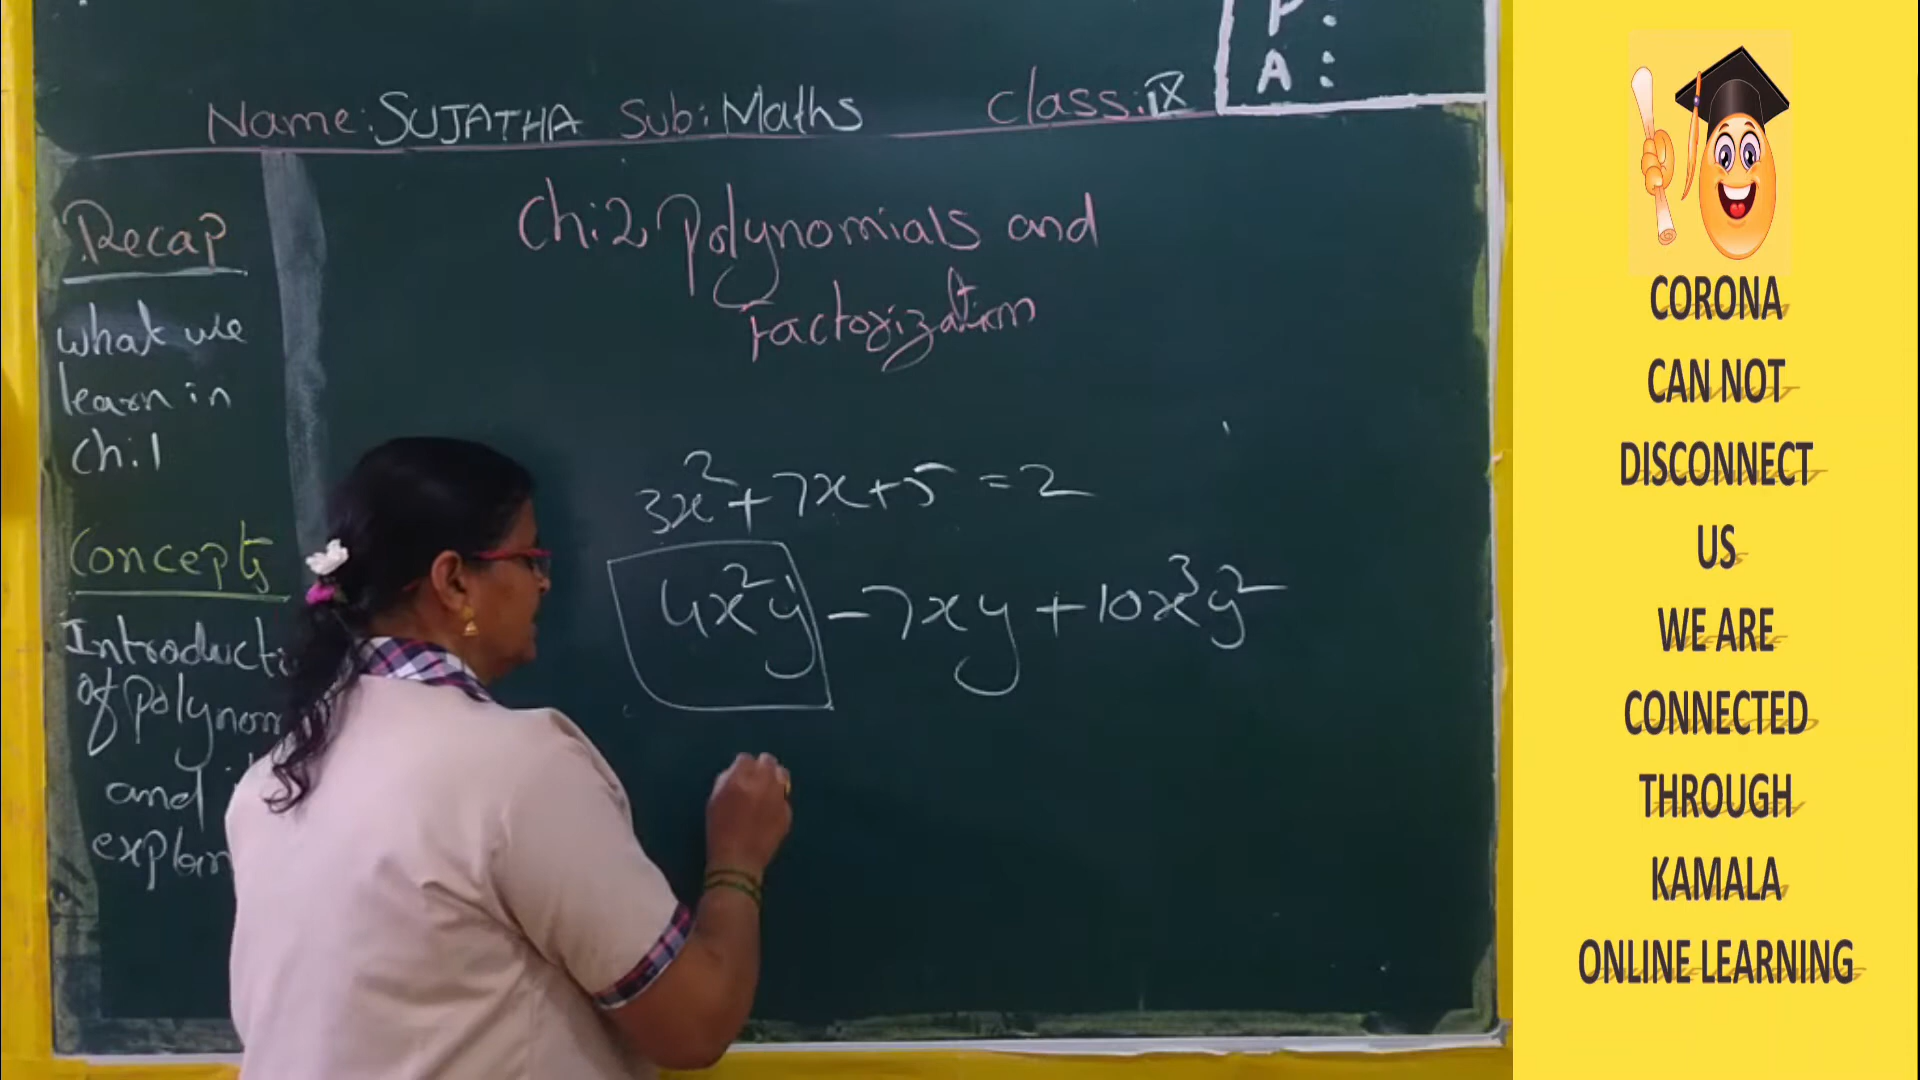 P:
A:
Name: SUJATHA Sub: Maths Class: IX
Recap
what we
learn in
Ch:1
Concepts
Introducti
of polynom
and
explan
Ch:2 Polynomials and
Factorization
3x²+7x+5=2
4x²y-7xy+10x³y²
CORONA
CAN NOT
DISCONNECT
US
WE ARE
CONNECTED
THROUGH
KAMALA
ONLINE LEARNING